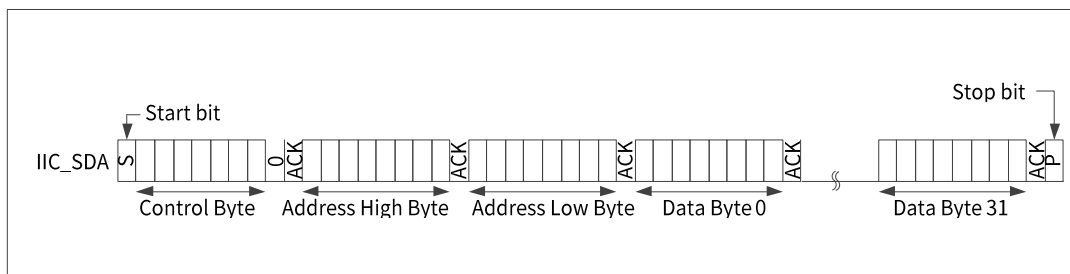 Stop bit
Start bit
IIC_SDA S 0 ACK ACK ACK ACK ACK P
Control Byte Address High Byte Address Low Byte Data Byte 0 Data Byte 31